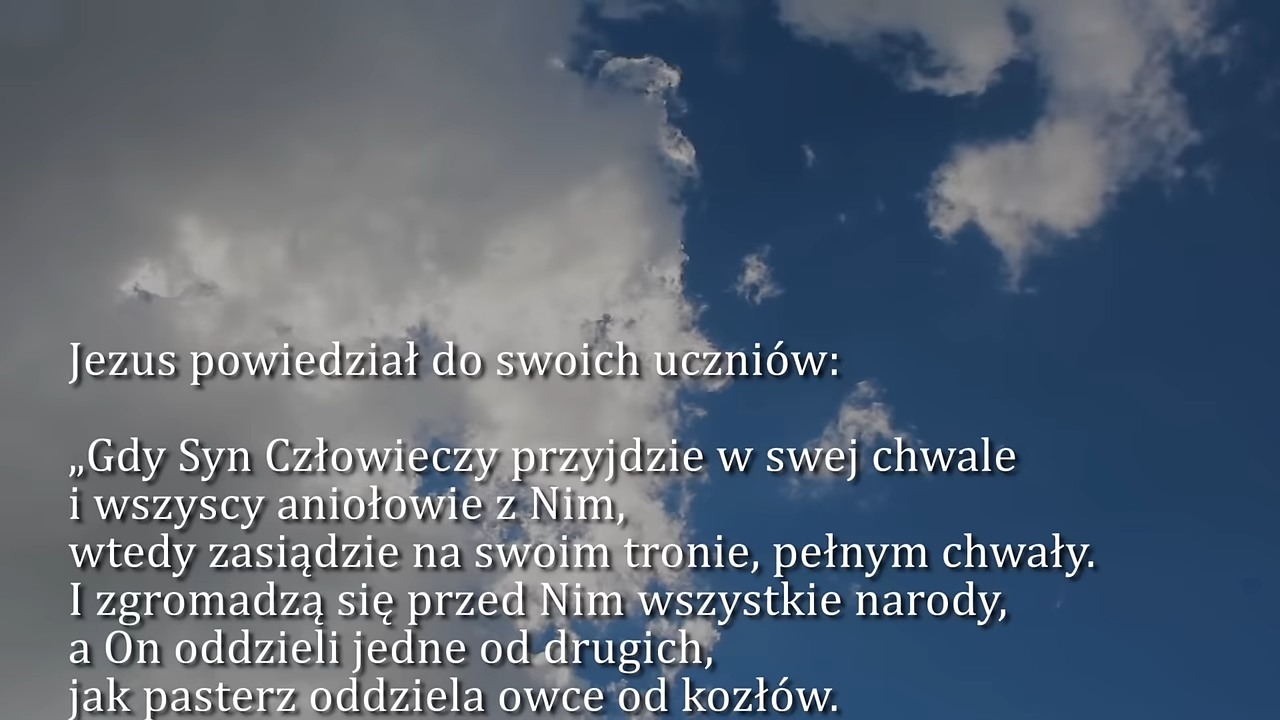 Jezus powiedział do swoich uczniów:
„Gdy Syn Człowieczy przyjdzie w swej chwale
i wszyscy aniołowie z Nim,
wtedy zasiądzie na swoim tronie, pełnym chwały.
I zgromadzą się przed Nim wszystkie narody,
a On oddzieli jedne od drugich,
jak pasterz oddziela owce od kozłów.